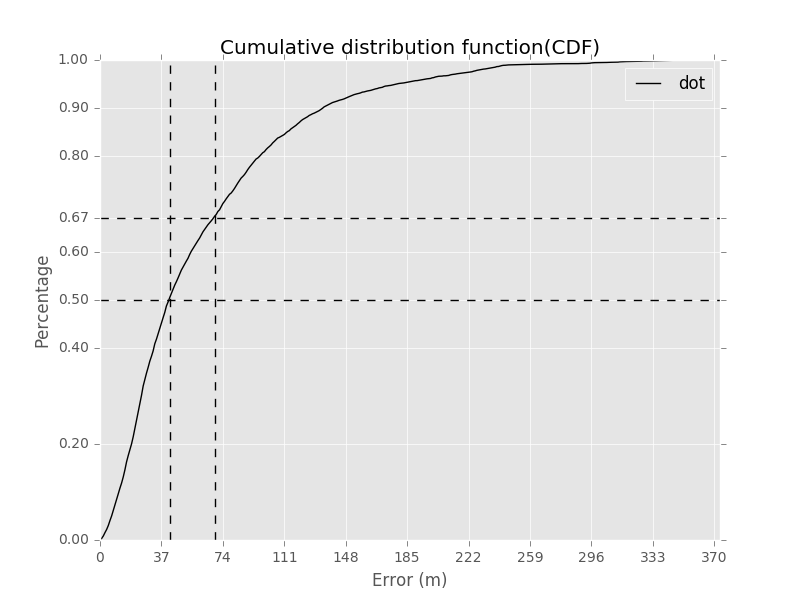 Cumulative distribution function(CDF)
1.00
dot
0.90
0.80
0.67
0.60
0.50
0.40
0.20
0.00
Percentage
0 37 74 111 148 185 222 259 296 333 370
Error (m)